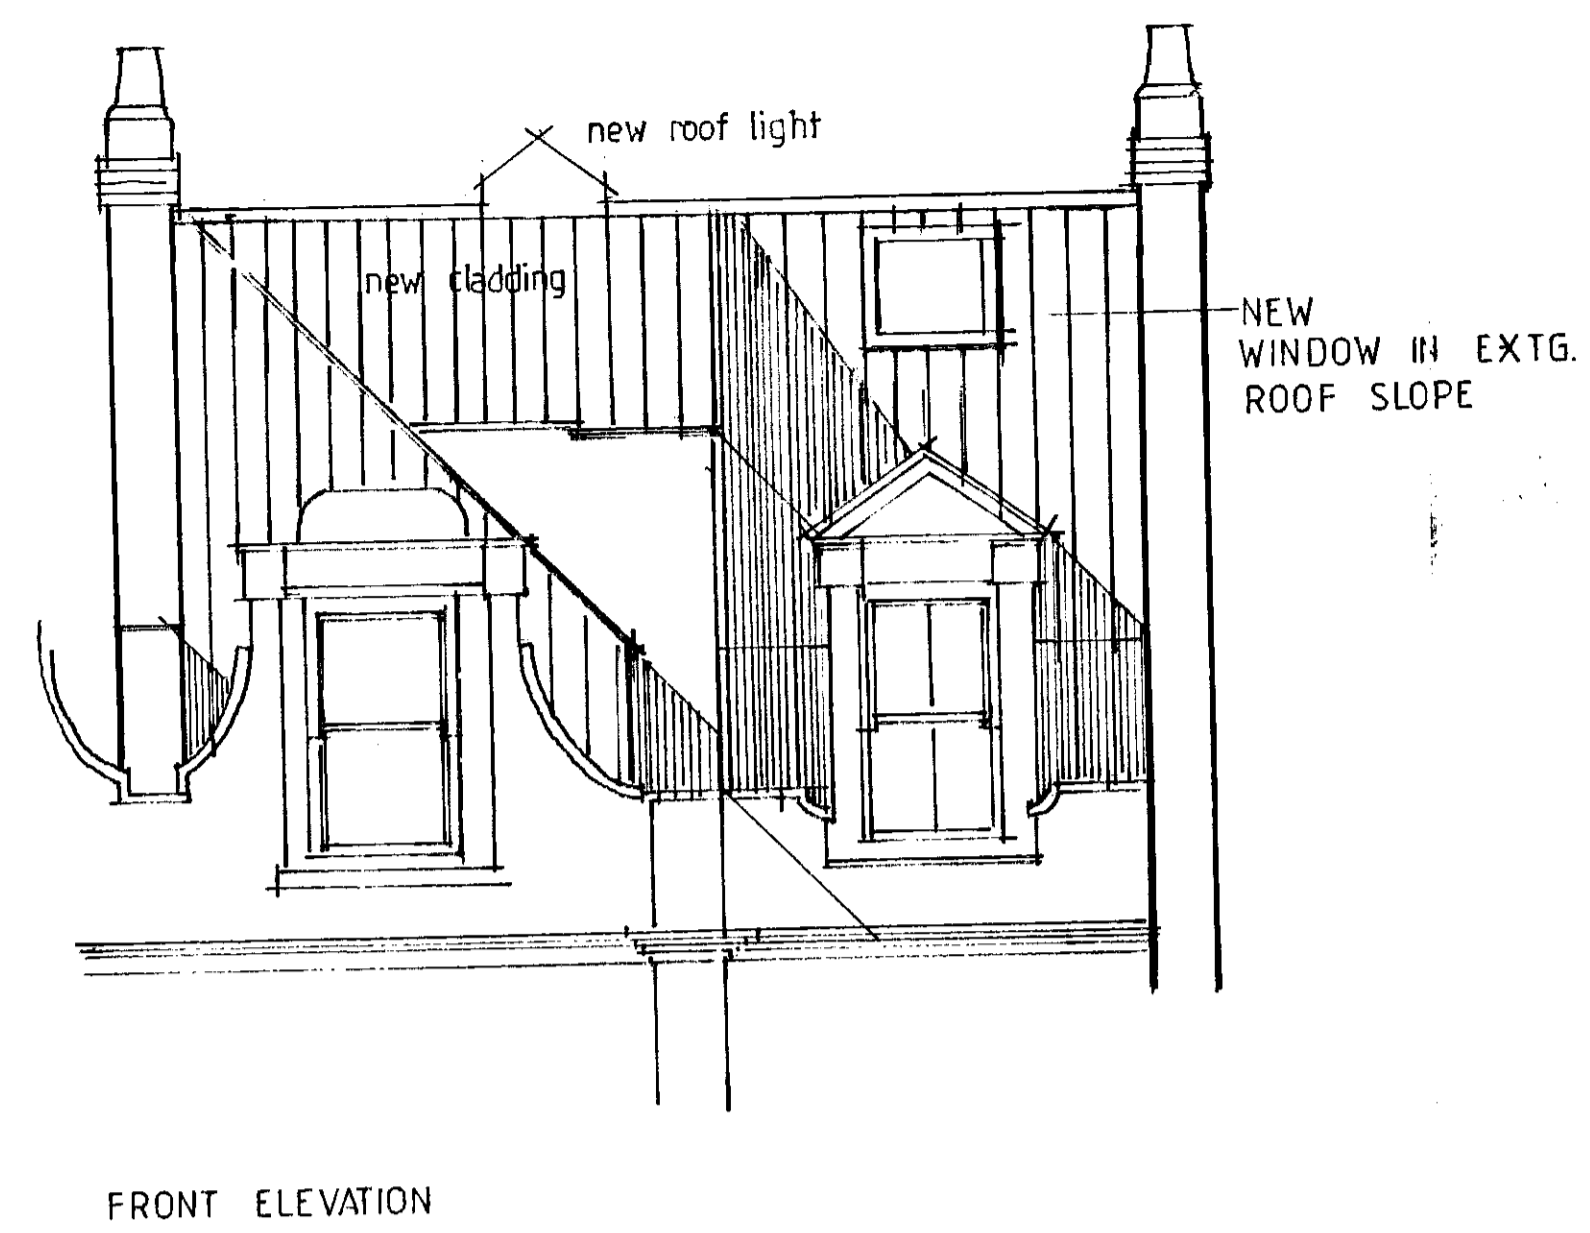 new roof light
new cladding
NEW
WINDOW IN EXTG.
ROOF SLOPE
FRONT ELEVATION